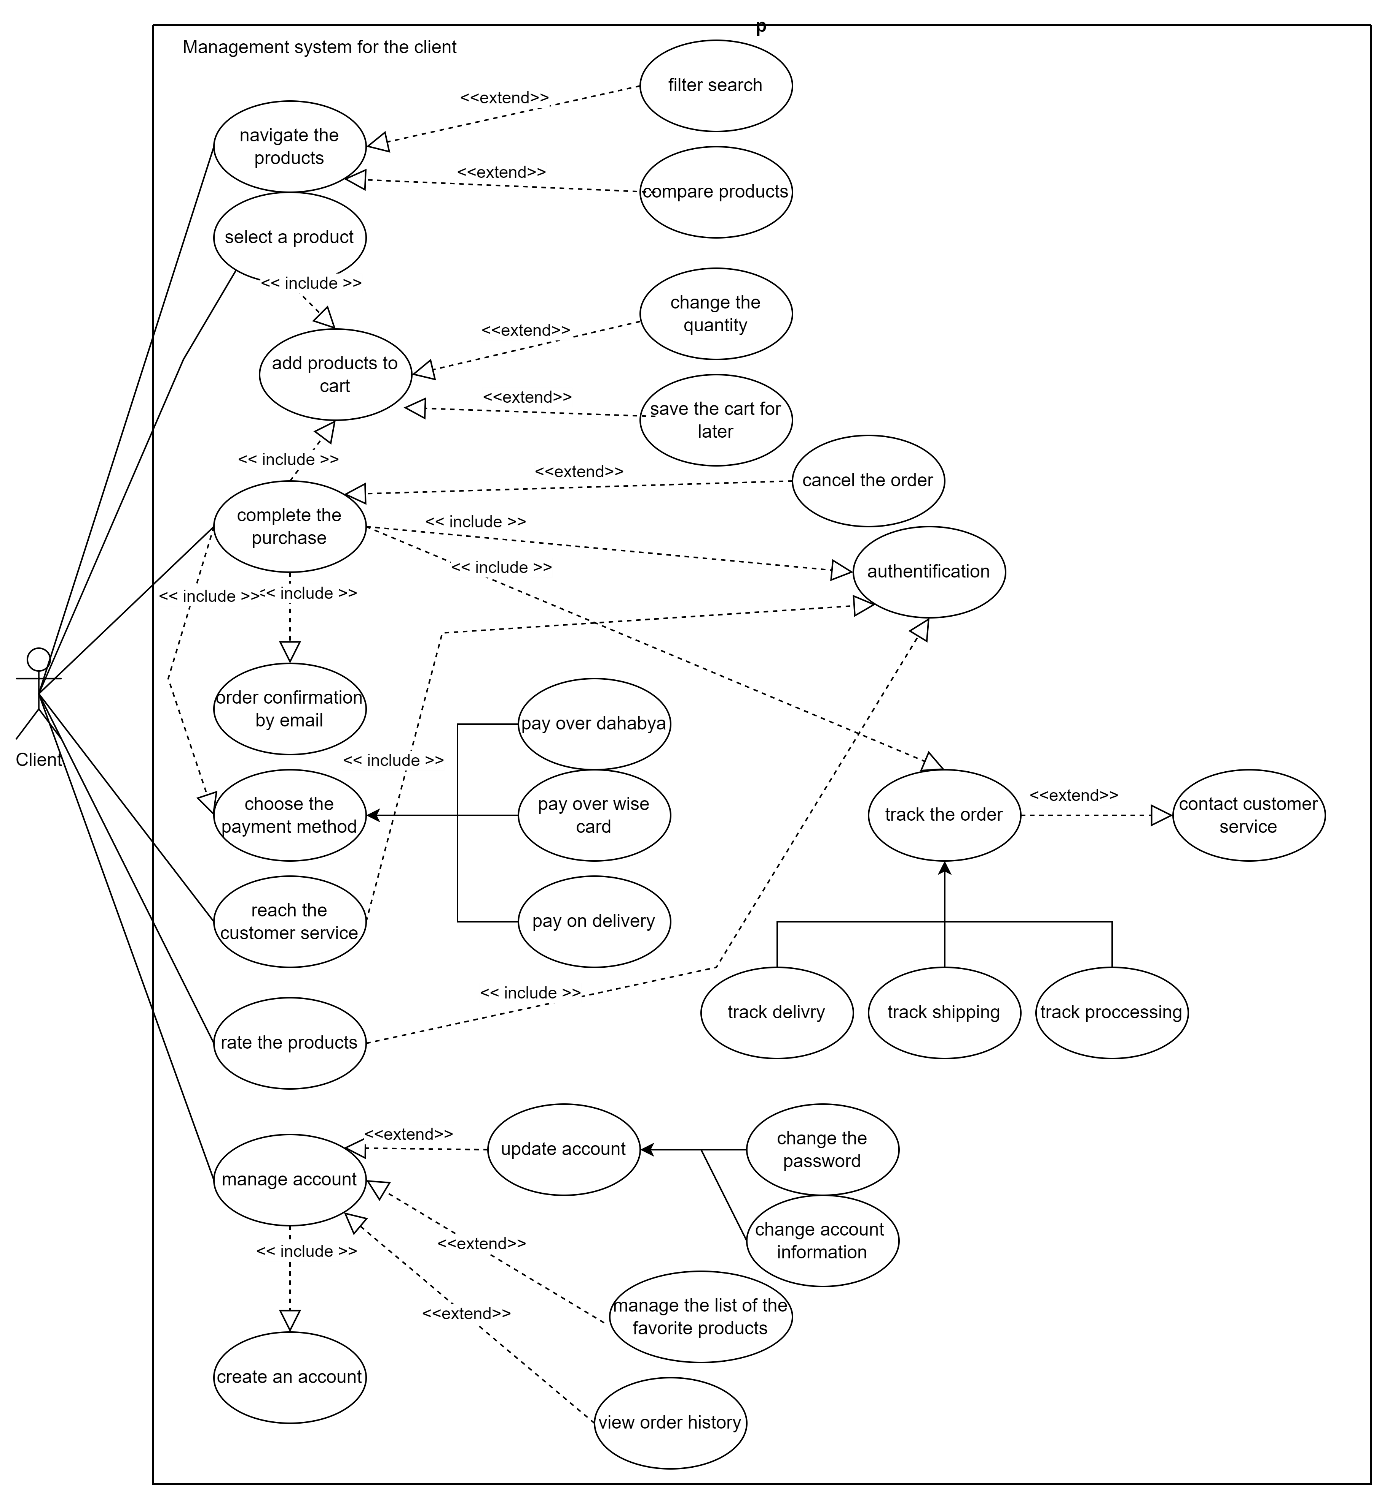 p
Management system for the client
filter search
<<extend>>
navigate the
products
<<extend>>
compare products
select a product
<< include >>
change the
quantity
<<extend>>
add products to
cart
<<extend>>
save the cart for
later
<< include >>
<<extend>>
cancel the order
complete the
purchase
<< include >>
<< include >>
authentification
<< include >>
<< include >>
order confirmation
by email
pay over dahabya
Client
<< include >>
choose the
payment method
pay over wise
card
track the order
<<extend>>
contact customer
service
reach the
customer service
pay on delivery
<< include >>
track delivry
track shipping
track proccessing
rate the products
<<extend>>
update account
change the
password
manage account
change account
information
<< include >>
<<extend>>
manage the list of the
favorite products
<<extend>>
create an account
view order history